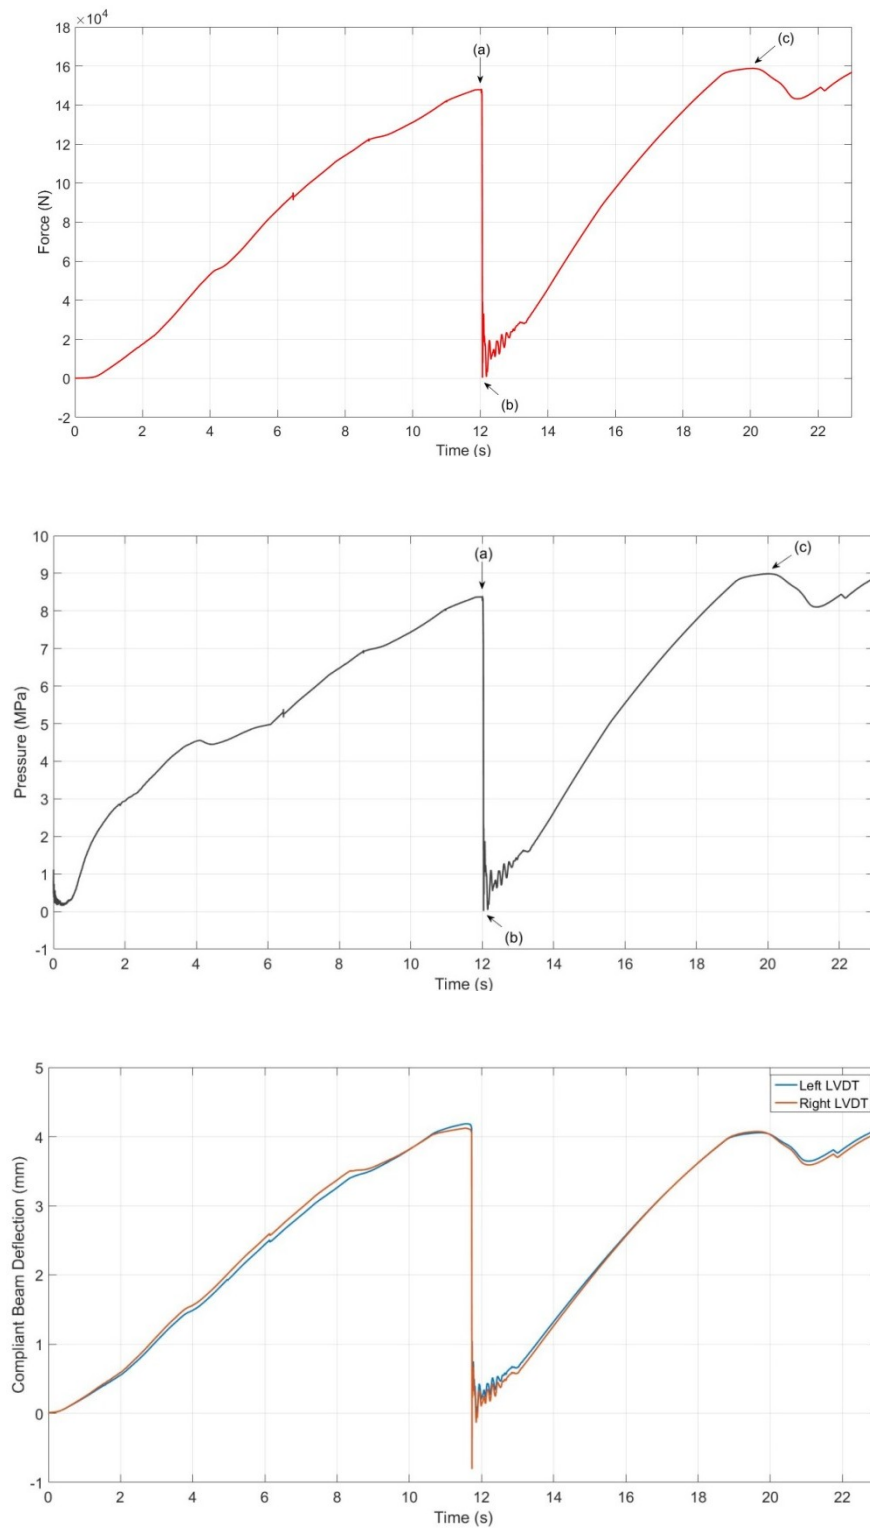 ×10⁴
18
16
14
12
10
8
6
4
2
0
-2
Force (N)
(a)
(b)
(c)
0 2 4 6 8 10 12 14 16 18 20 22
Time (s)
10
9
8
7
6
5
4
3
2
1
0
-1
Pressure (MPa)
(a)
(b)
(c)
0 2 4 6 8 10 12 14 16 18 20 22
Time (s)
5
4
3
2
1
0
-1
Compliant Beam Deflection (mm)
Left LVDT
Right LVDT
0 2 4 6 8 10 12 14 16 18 20 22
Time (s)